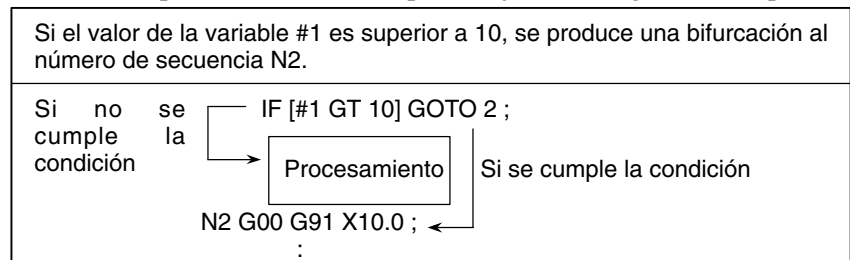 Si el valor de la variable #1 es superior a 10, se produce una bifurcación al
número de secuencia N2.
Si no se
cumple la
condición
IF [#1 GT 10] GOTO 2 ;
Procesamiento
Si se cumple la condición
N2 G00 G91 X10.0 ;
: